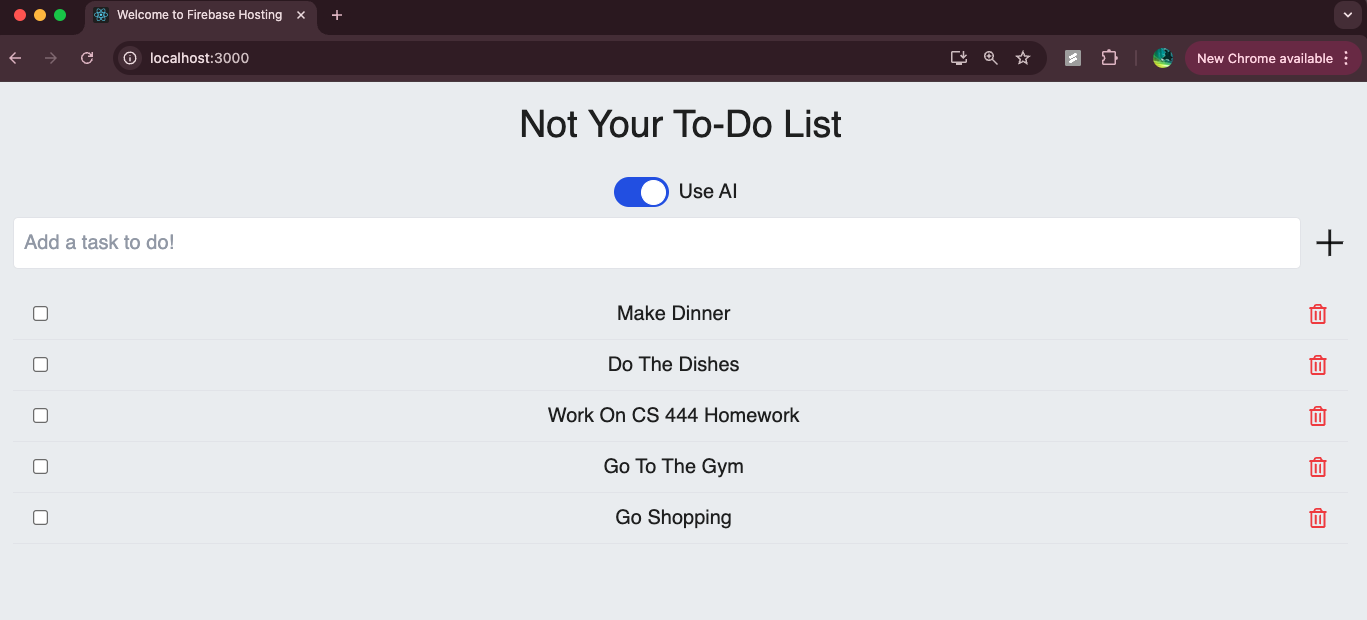 Welcome to Firebase Hosting
localhost:3000
New Chrome available
Not Your To-Do List
Use AI
Add a task to do!
Make Dinner
Do The Dishes
Work On CS 444 Homework
Go To The Gym
Go Shopping